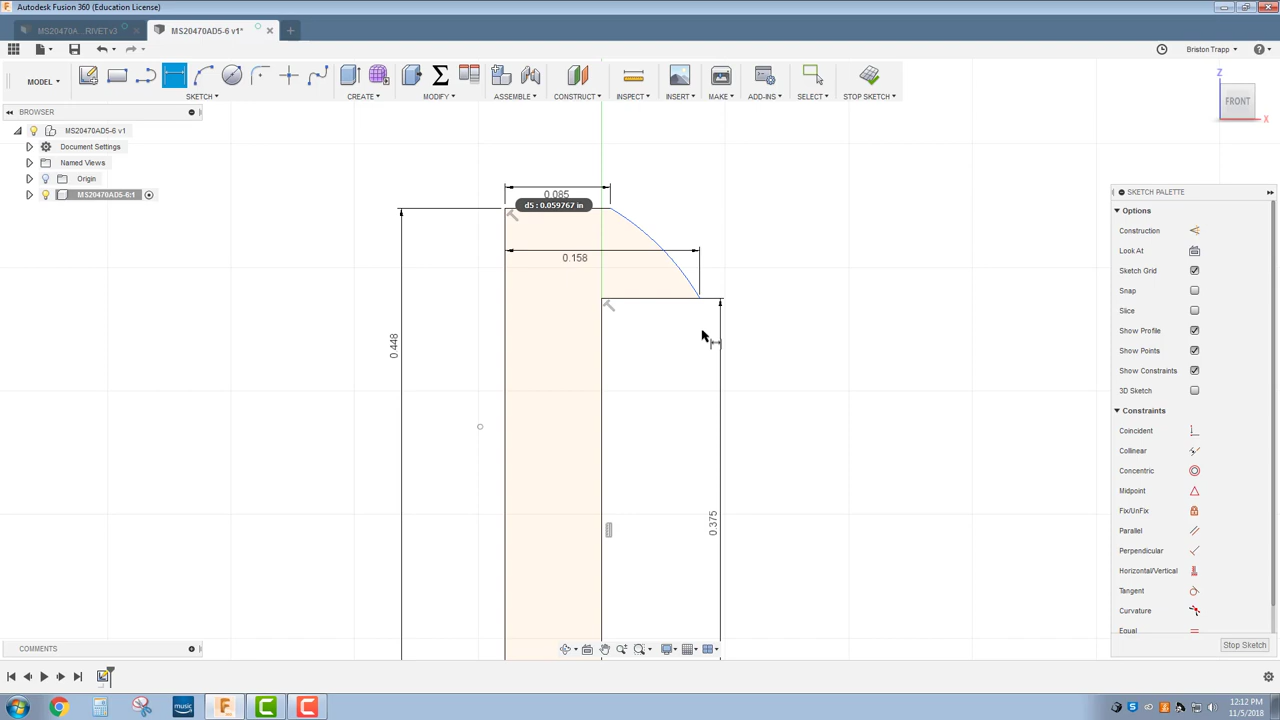 Autodesk Fusion 360 (Education License)
MS20470A ... RIVET v3
MS20470AD5-6 v1*
Briston Trapp
MODEL
SKETCH
CREATE
MODIFY
ASSEMBLE
CONSTRUCT
INSPECT
INSERT
MAKE
ADD-INS
SELECT
STOP SKETCH
BROWSER
MS20470AD5-6 v1
Document Settings
Named Views
Origin
MS20470AD5-6:1
Z
FRONT
X
0.085
d5 : 0.059767 in
0.158
0.448
0.375
SKETCH PALETTE
Options
Construction
Look At
Sketch Grid
Snap
Slice
Show Profile
Show Points
Show Constraints
3D Sketch
Constraints
Coincident
Collinear
Concentric
Midpoint
Fix/UnFix
Parallel
Perpendicular
Horizontal/Vertical
Tangent
Curvature
Equal
Stop Sketch
COMMENTS
music
12:12 PM
11/5/2018